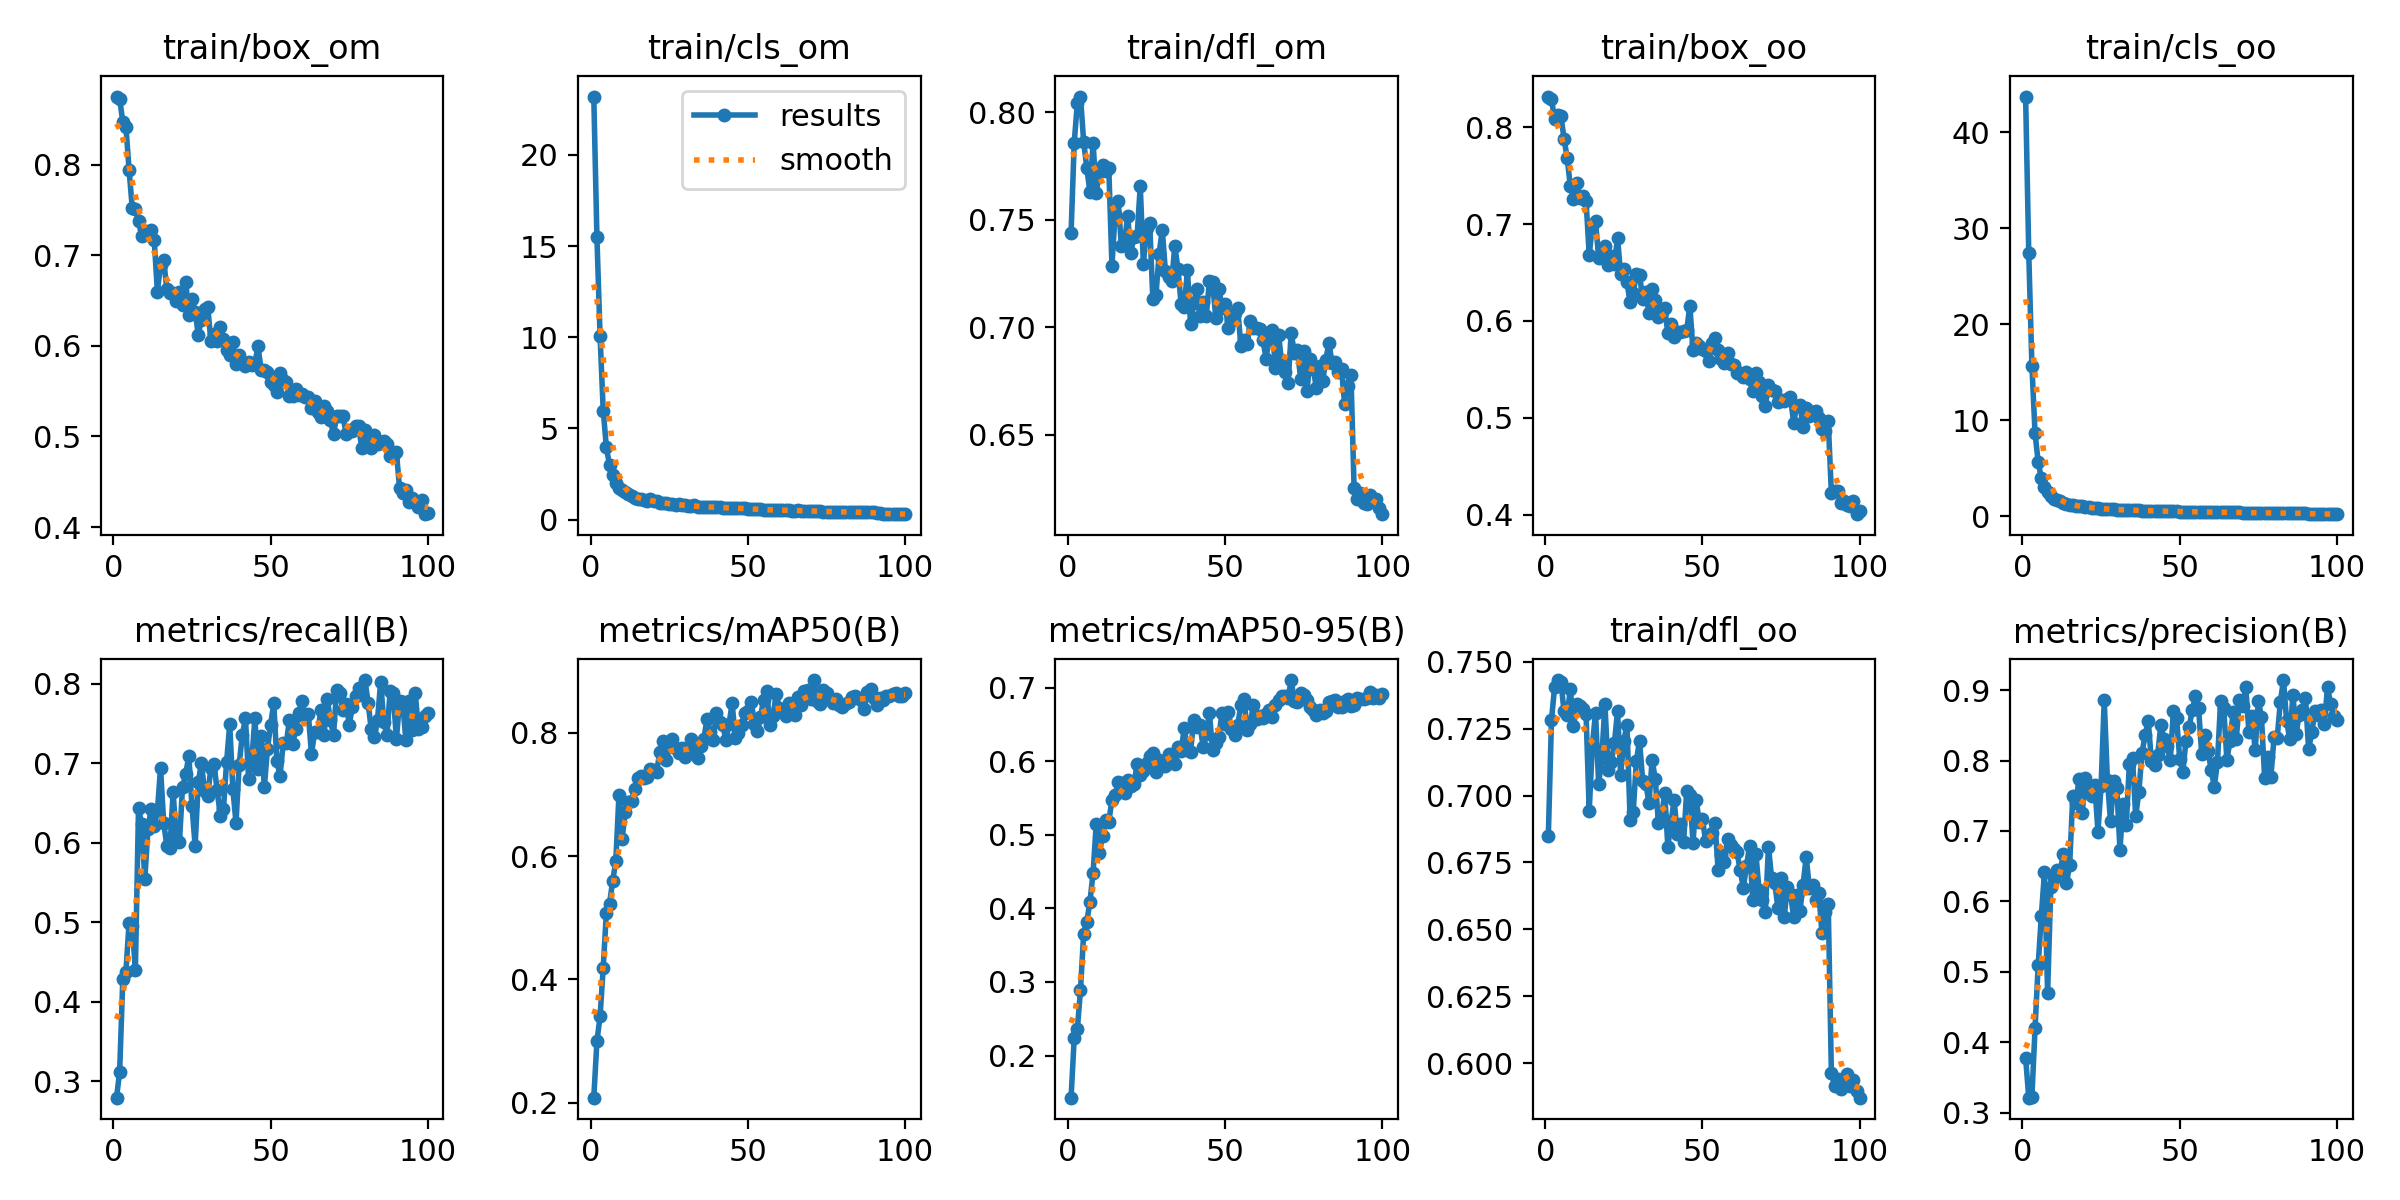 train/box_om
0.8
0.7
0.6
0.5
0.4
0 50 100
train/cls_om
results
smooth
20
15
10
5
0
0 50 100
train/dfl_om
0.80
0.75
0.70
0.65
0 50 100
train/box_oo
0.8
0.7
0.6
0.5
0.4
0 50 100
train/cls_oo
40
30
20
10
0
0 50 100
metrics/recall(B)
0.8
0.7
0.6
0.5
0.4
0.3
0 50 100
metrics/mAP50(B)
0.8
0.6
0.4
0.2
0 50 100
metrics/mAP50-95(B)
0.7
0.6
0.5
0.4
0.3
0.2
0 50 100
train/dfl_oo
0.750
0.725
0.700
0.675
0.650
0.625
0.600
0 50 100
metrics/precision(B)
0.9
0.8
0.7
0.6
0.5
0.4
0.3
0 50 100